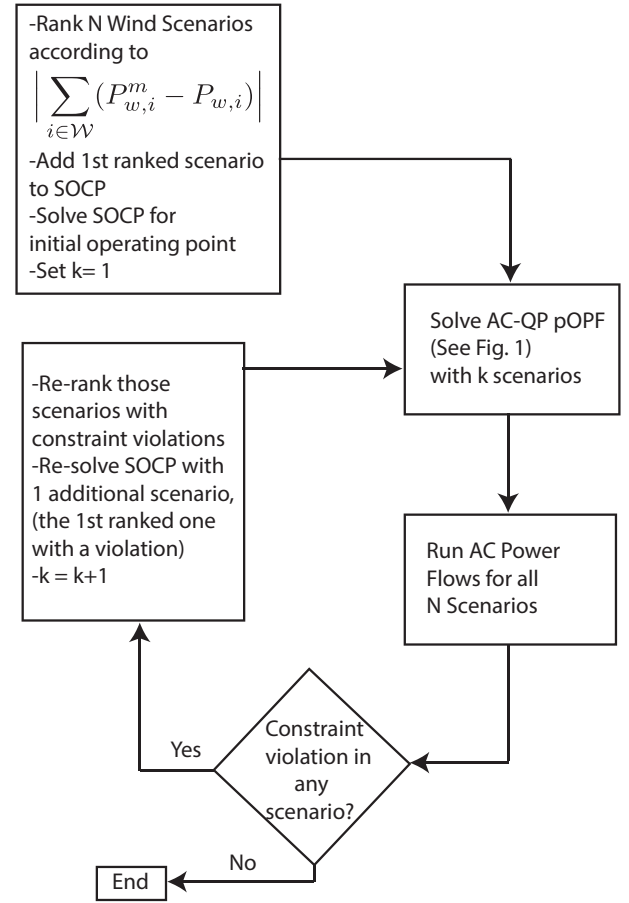 -Rank N Wind Scenarios
according to
|∑_{i∈𝒲}(P^m_{w,i} − P_{w,i})|
-Add 1st ranked scenario
to SOCP
-Solve SOCP for
initial operating point
-Set k= 1
Solve AC-QP pOPF
(See Fig. 1)
with k scenarios
Run AC Power
Flows for all
N Scenarios
Constraint
violation in
any
scenario?
Yes
-Re-rank those
scenarios with
constraint violations
-Re-solve SOCP with
1 additional scenario,
(the 1st ranked one
with a violation)
-k = k+1
No
End